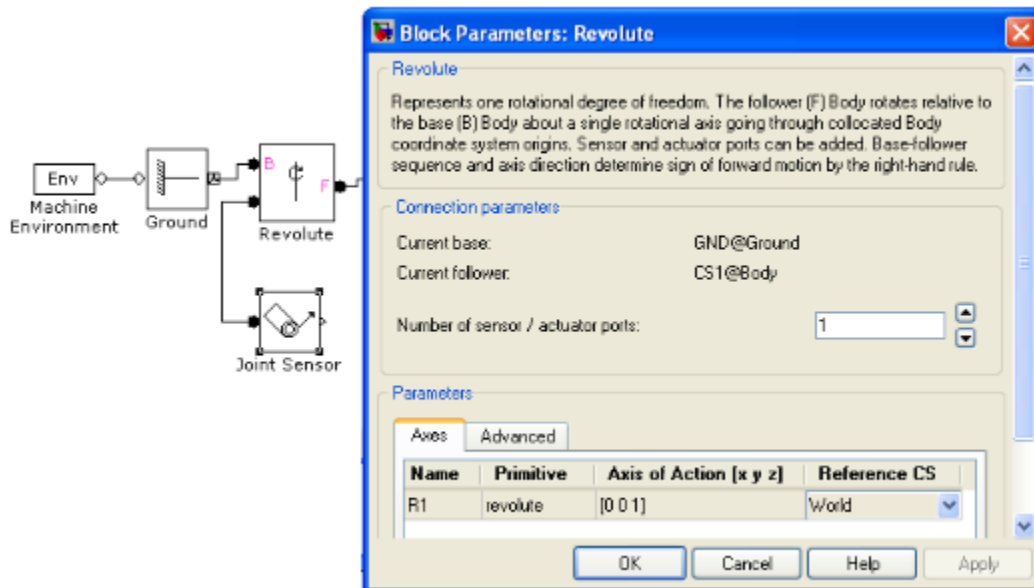 Block Parameters: Revolute
Revolute
Represents one rotational degree of freedom. The follower (F) Body rotates relative to
the base (B) Body about a single rotational axis going through collocated Body
coordinate system origins. Sensor and actuator ports can be added. Base-follower
sequence and axis direction determine sign of forward motion by the right-hand rule.
Connection parameters
Current base: GND@Ground
Current follower: CS1@Body
Number of sensor / actuator ports: 1
Parameters
Axes Advanced
Name Primitive Axis of Action [x y z] Reference CS
R1 revolute [0 0 1] World
OK Cancel Help Apply
Env
Machine
Environment
Ground
B
F
Revolute
Joint Sensor